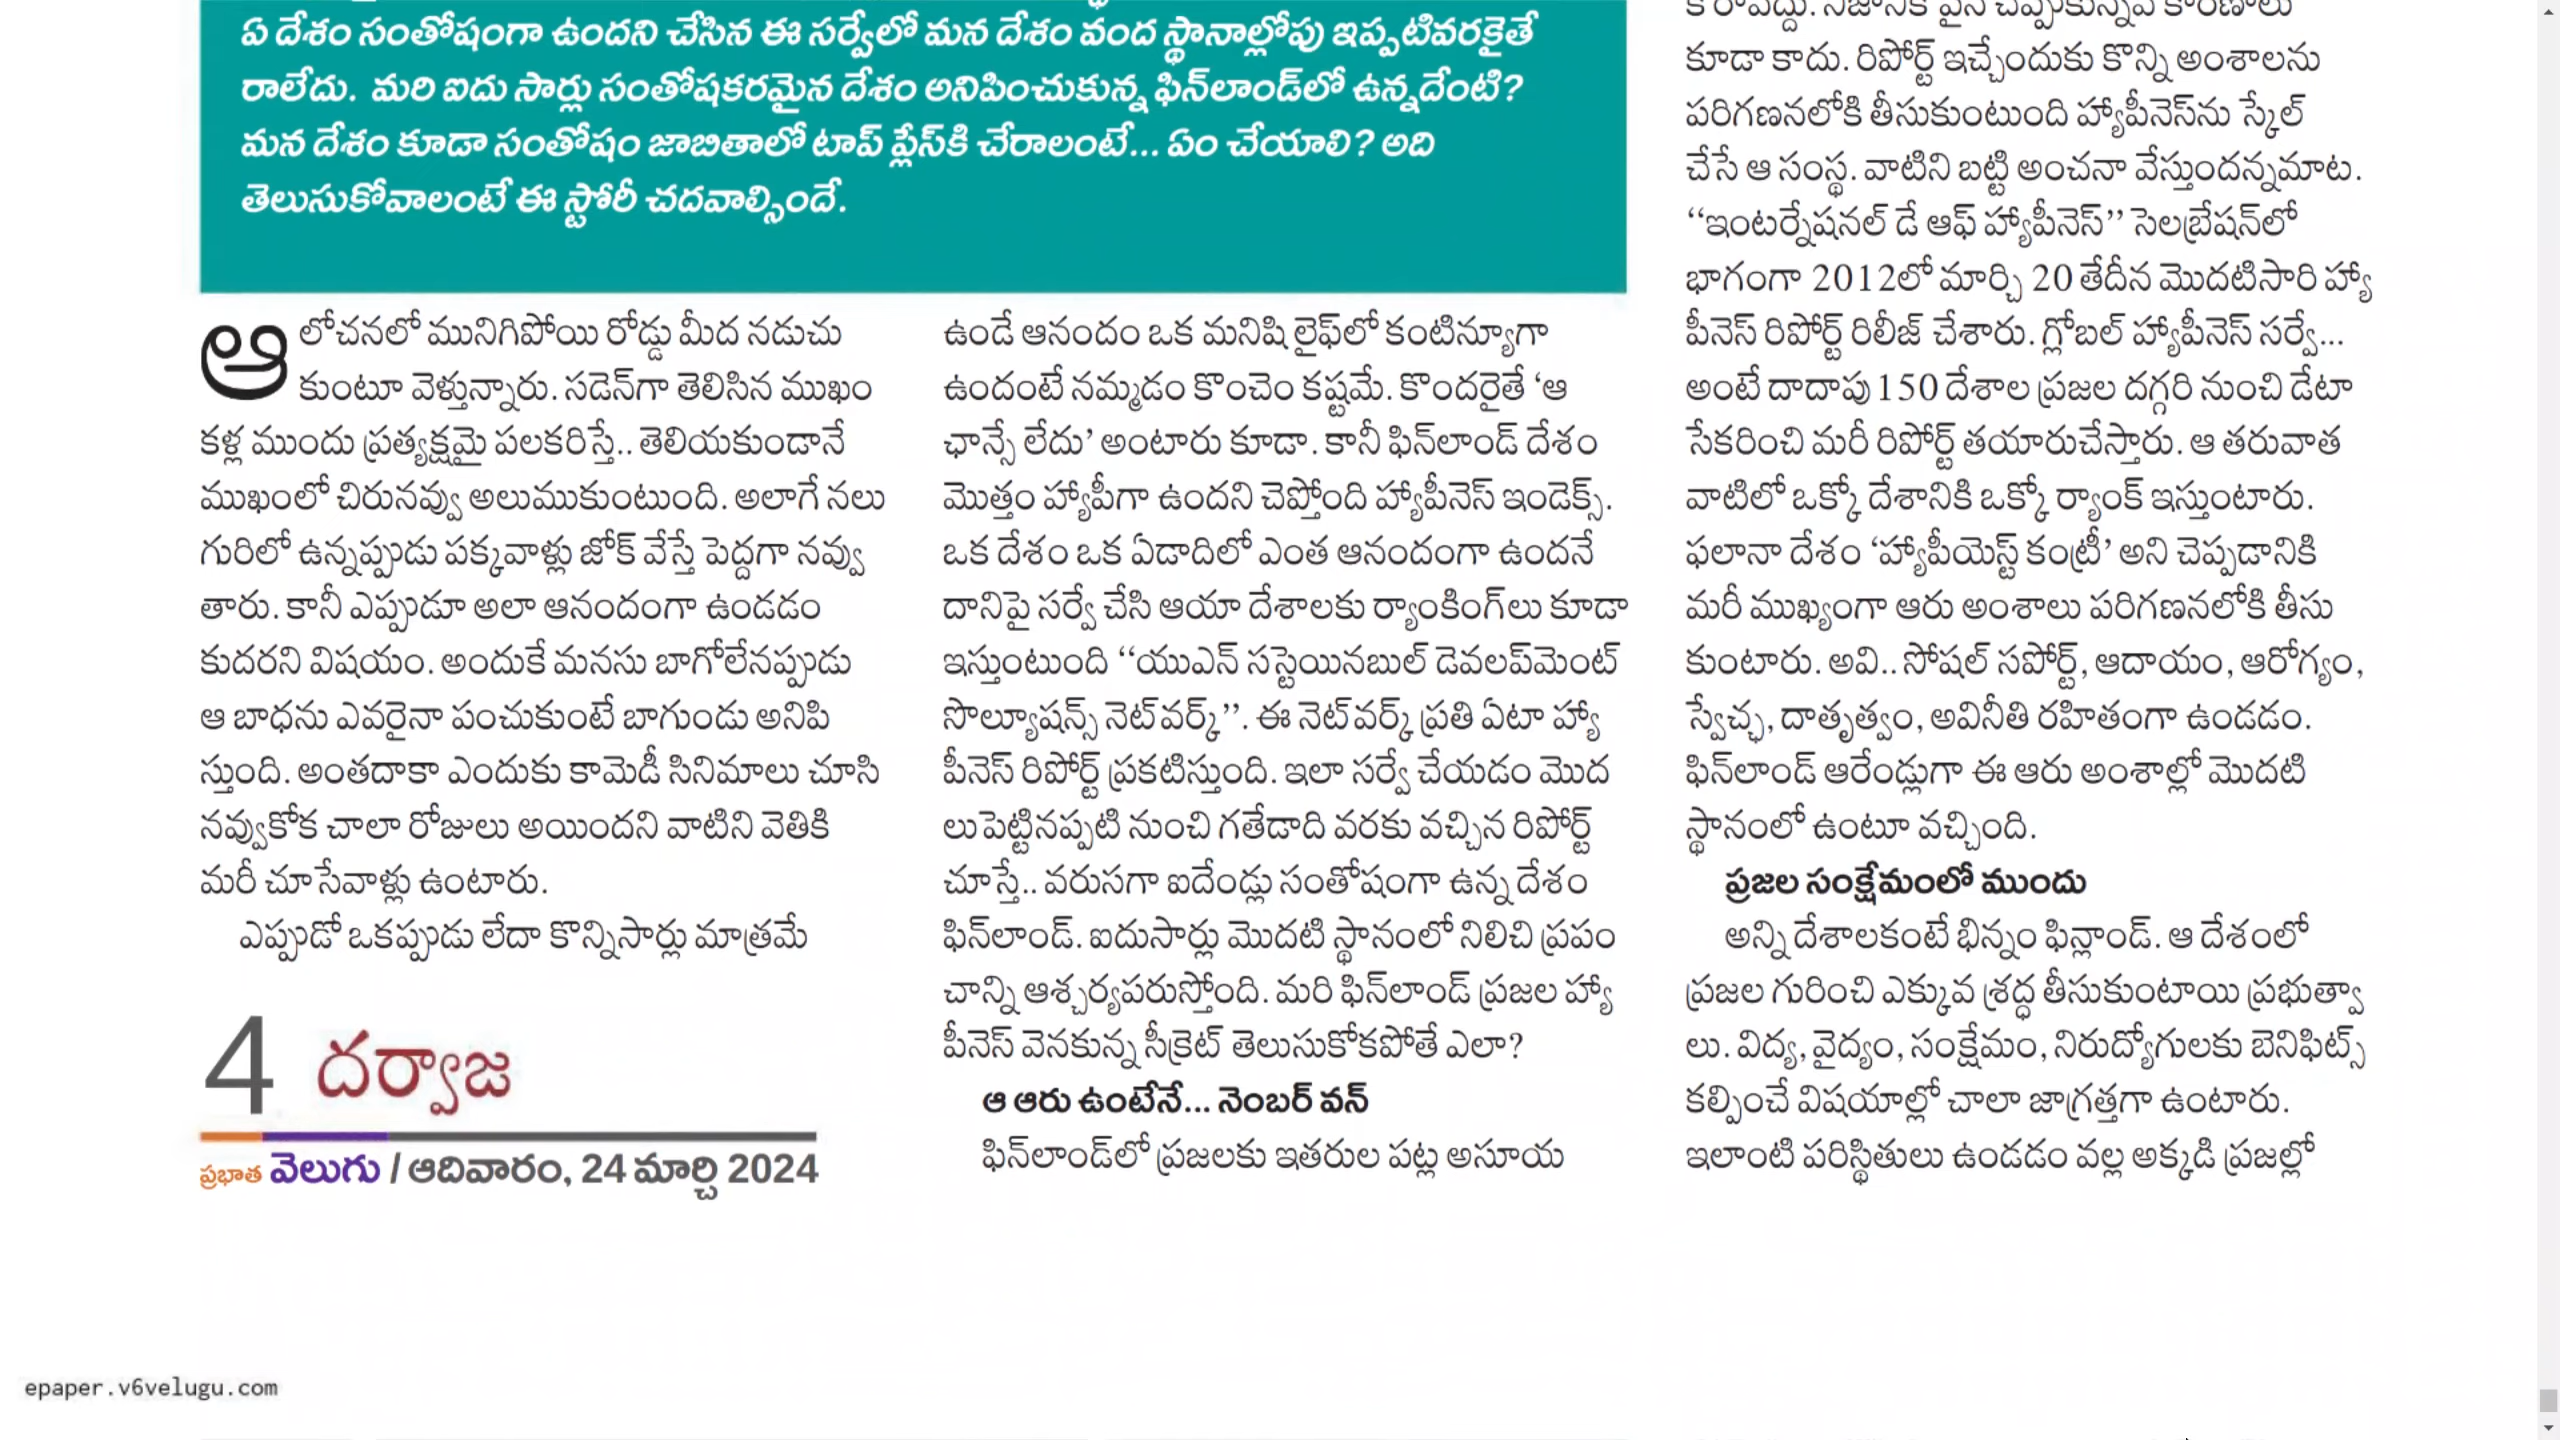 ఏ దేశం సంతోషంగా ఉందని చేసిన ఈ సర్వేలో మన దేశం వంద స్థానాల్లోపు ఇప్పటివరకైతే
రాలేదు. మరి ఐదు సార్లు సంతోషకరమైన దేశం అనిపించుకున్న ఫిన్‌లాండ్‌లో ఉన్నదేంటి?
మన దేశం కూడా సంతోషం జాబితాలో టాప్ ప్లేస్‌కి చేరాలంటే... ఏం చేయాలి? అది
తెలుసుకోవాలంటే ఈ స్టోరీ చదవాల్సిందే.
ఆలోచనలో మునిగిపోయి రోడ్డు మీద నడుచు
కుంటూ వెళ్తున్నారు. సడెన్‌గా తెలిసిన ముఖం
కళ్ల ముందు ప్రత్యక్షమై పలకరిస్తే.. తెలియకుండానే
ముఖంలో చిరునవ్వు అలుముకుంటుంది. అలాగే నలు
గురిలో ఉన్నప్పుడు పక్కవాళ్లు జోక్ వేస్తే పెద్దగా నవ్వు
తారు. కానీ ఎప్పుడూ అలా ఆనందంగా ఉండడం
కుదరని విషయం. అందుకే మనసు బాగోలేనప్పుడు
ఆ బాధను ఎవరైనా పంచుకుంటే బాగుండు అనిపి
స్తుంది. అంతదాకా ఎందుకు కామెడీ సినిమాలు చూసి
నవ్వుకోక చాలా రోజులు అయిందని వాటిని వెతికి
మరీ చూసేవాళ్లు ఉంటారు.
ఎప్పుడో ఒకప్పుడు లేదా కొన్నిసార్లు మాత్రమే
4 దర్వాజ
ప్రభాత వెలుగు / ఆదివారం, 24 మార్చి 2024
ఉండే ఆనందం ఒక మనిషి లైఫ్‌లో కంటిన్యూగా
ఉందంటే నమ్మడం కొంచెం కష్టమే. కొందరైతే ‘ఆ
ఛాన్సే లేదు’ అంటారు కూడా. కానీ ఫిన్‌లాండ్ దేశం
మొత్తం హ్యాపీగా ఉందని చెప్తోంది హ్యాపీనెస్ ఇండెక్స్.
ఒక దేశం ఒక ఏడాదిలో ఎంత ఆనందంగా ఉందనే
దానిపై సర్వే చేసి ఆయా దేశాలకు ర్యాంకింగ్‌లు కూడా
ఇస్తుంటుంది ‘‘యుఎన్ సస్టెయినబుల్ డెవలప్‌మెంట్
సొల్యూషన్స్ నెట్‌వర్క్’’. ఈ నెట్‌వర్క్ ప్రతి ఏటా హ్యా
పీనెస్ రిపోర్ట్ ప్రకటిస్తుంది. ఇలా సర్వే చేయడం మొద
లుపెట్టినప్పటి నుంచి గతేడాది వరకు వచ్చిన రిపోర్ట్
చూస్తే.. వరుసగా ఐదేండ్లు సంతోషంగా ఉన్న దేశం
ఫిన్‌లాండ్. ఐదుసార్లు మొదటి స్థానంలో నిలిచి ప్రపం
చాన్ని ఆశ్చర్యపరుస్తోంది. మరి ఫిన్‌లాండ్ ప్రజల హ్యా
పీనెస్ వెనకున్న సీక్రెట్ తెలుసుకోకపోతే ఎలా?
ఆ ఆరు ఉంటేనే... నెంబర్ వన్
ఫిన్‌లాండ్‌లో ప్రజలకు ఇతరుల పట్ల అసూయ
కూడా కాదు. రిపోర్ట్ ఇచ్చేందుకు కొన్ని అంశాలను
పరిగణనలోకి తీసుకుంటుంది హ్యాపీనెస్‌ను స్కేల్
చేసే ఆ సంస్థ. వాటిని బట్టి అంచనా వేస్తుందన్నమాట.
‘‘ఇంటర్నేషనల్ డే ఆఫ్ హ్యాపీనెస్’’ సెలబ్రేషన్‌లో
భాగంగా 2012లో మార్చి 20 తేదీన మొదటిసారి హ్యా
పీనెస్ రిపోర్ట్ రిలీజ్ చేశారు. గ్లోబల్ హ్యాపీనెస్ సర్వే...
అంటే దాదాపు 150 దేశాల ప్రజల దగ్గరి నుంచి డేటా
సేకరించి మరీ రిపోర్ట్ తయారుచేస్తారు. ఆ తరువాత
వాటిలో ఒక్కో దేశానికి ఒక్కో ర్యాంక్ ఇస్తుంటారు.
ఫలానా దేశం ‘హ్యాపీయెస్ట్ కంట్రీ’ అని చెప్పడానికి
మరీ ముఖ్యంగా ఆరు అంశాలు పరిగణనలోకి తీసు
కుంటారు. అవి.. సోషల్ సపోర్ట్, ఆదాయం, ఆరోగ్యం,
స్వేచ్ఛ, దాతృత్వం, అవినీతి రహితంగా ఉండడం.
ఫిన్‌లాండ్ ఆరేండ్లుగా ఈ ఆరు అంశాల్లో మొదటి
స్థానంలో ఉంటూ వచ్చింది.
ప్రజల సంక్షేమంలో ముందు
అన్ని దేశాలకంటే భిన్నం ఫిన్లాండ్. ఆ దేశంలో
ప్రజల గురించి ఎక్కువ శ్రద్ధ తీసుకుంటాయి ప్రభుత్వా
లు. విద్య, వైద్యం, సంక్షేమం, నిరుద్యోగులకు బెనిఫిట్స్
కల్పించే విషయాల్లో చాలా జాగ్రత్తగా ఉంటారు.
ఇలాంటి పరిస్థితులు ఉండడం వల్ల అక్కడి ప్రజల్లో
epaper.v6velugu.com